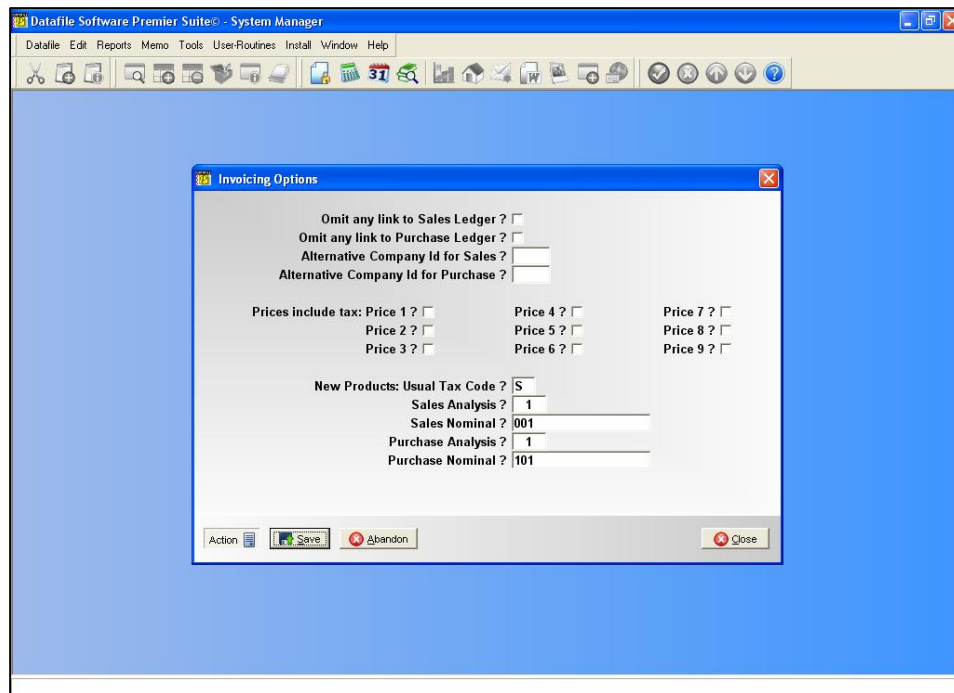 Datafile Software Premier Suite© - System Manager
Datafile Edit Reports Memo Tools User-Routines Install Window Help
31
Invoicing Options
Omit any link to Sales Ledger ?
Omit any link to Purchase Ledger ?
Alternative Company Id for Sales ?
Alternative Company Id for Purchase ?
Prices include tax: Price 1 ? Price 4 ? Price 7 ?
Price 2 ? Price 5 ? Price 8 ?
Price 3 ? Price 6 ? Price 9 ?
New Products: Usual Tax Code ? S
Sales Analysis ? 1
Sales Nominal ? 001
Purchase Analysis ? 1
Purchase Nominal ? 101
Action Save Abandon Close